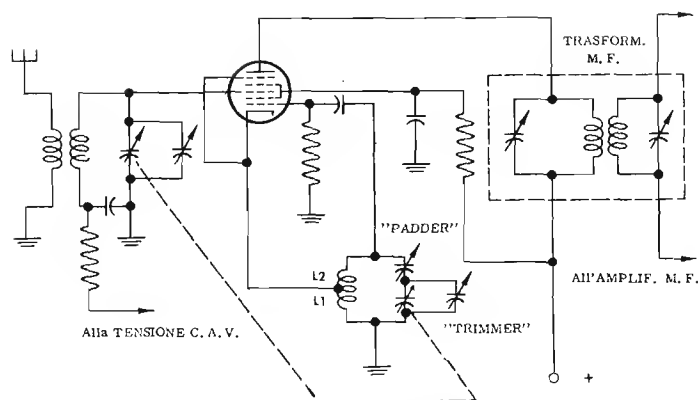 TRASFORM.
M. F.
"PADDER"
L2
L1
All'AMPLIF. M.F.
"TRIMMER"
Alla TENSIONE C. A. V.
+